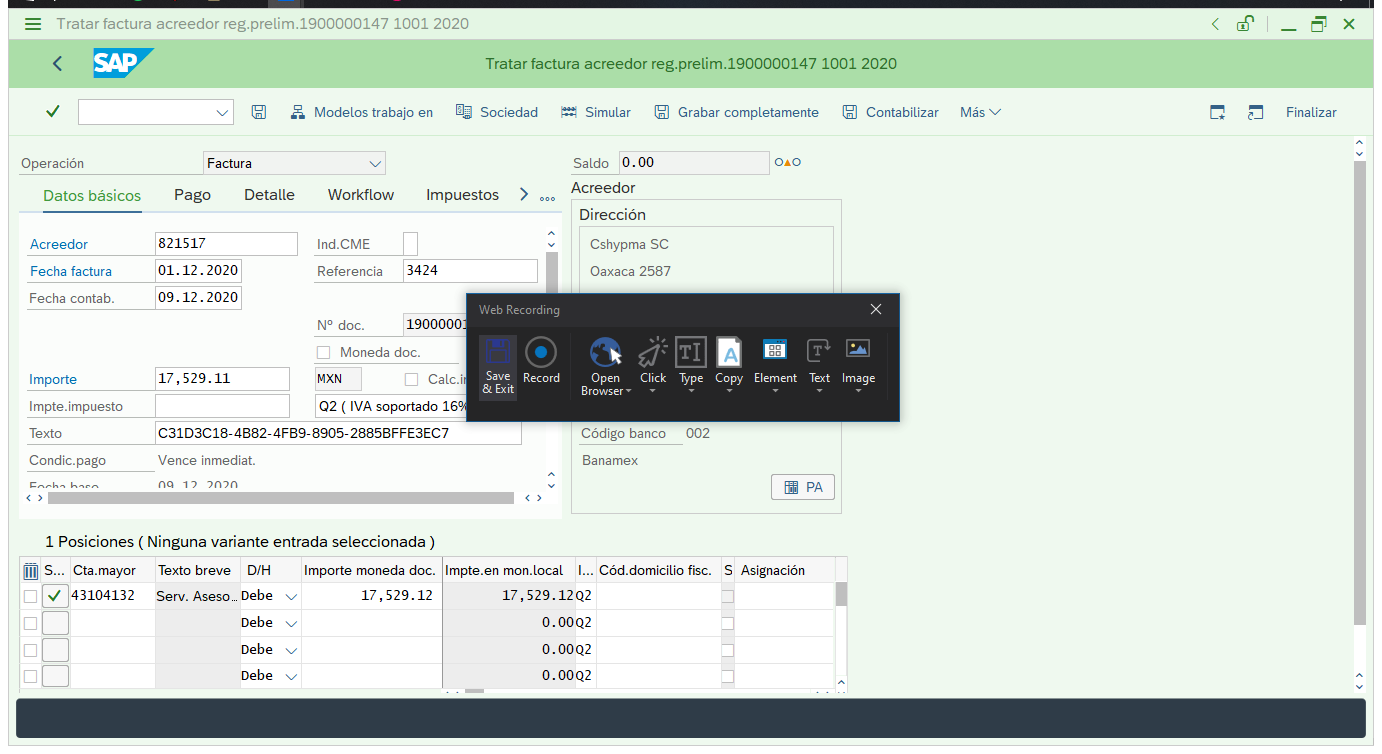 Tratar factura acreedor reg.prelim.1900000147 1001 2020
SAP
Tratar factura acreedor reg.prelim.1900000147 1001 2020
Modelos trabajo en
Sociedad
Simular
Grabar completamente
Contabilizar
Más
Finalizar
Operación
Factura
Saldo
0.00
Datos básicos
Pago
Detalle
Workflow
Impuestos
Acreedor
Dirección
Cshypma SC
Oaxaca 2587
Acreedor
821517
Ind.CME
Fecha factura
01.12.2020
Referencia
3424
Fecha contab.
09.12.2020
Nº doc.
Moneda doc.
Importe
17,529.11
MXN
Impte.impuesto
Q2 ( IVA soportado 16%
Texto
C31D3C18-4B82-4FB9-8905-2885BFFE3EC7
Condic.pago
Vence inmediat.
Fecha base
09.12.2020
Web Recording
Save
& Exit
Record
Open
Browser
Click
Type
Copy
Element
Text
Image
Código banco
002
Banamex
PA
1 Posiciones ( Ninguna variante entrada seleccionada )
S... Cta.mayor Texto breve D/H Importe moneda doc. Impte.en mon.local I... Cód.domicilio fisc. S Asignación
43104132 Serv. Aseso... Debe 17,529.12 17,529.12 Q2
Debe 0.00 Q2
Debe 0.00 Q2
Debe 0.00 Q2